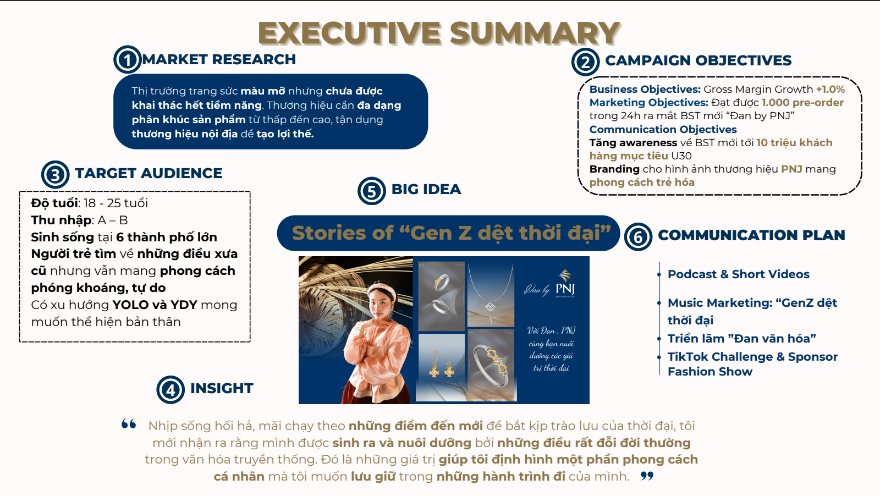 EXECUTIVE SUMMARY
1 MARKET RESEARCH
Thị trường trang sức màu mỡ nhưng chưa được
khai thác hết tiềm năng. Thương hiệu cần đa dạng
phân khúc sản phẩm từ thấp đến cao, tận dụng
thương hiệu nội địa để tạo lợi thế.
2 CAMPAIGN OBJECTIVES
Business Objectives: Gross Margin Growth +1.0%
Marketing Objectives: Đạt được 1.000 pre-order
trong 24h ra mắt BST mới “Đan by PNJ”
Communication Objectives
Tăng awareness về BST mới tới 10 triệu khách
hàng mục tiêu U30
Branding cho hình ảnh thương hiệu PNJ mang
phong cách trẻ hóa
3 TARGET AUDIENCE
Độ tuổi: 18 - 25 tuổi
Thu nhập: A – B
Sinh sống tại 6 thành phố lớn
Người trẻ tìm về những điều xưa
cũ nhưng vẫn mang phong cách
phóng khoáng, tự do
Có xu hướng YOLO và YDY mong
muốn thể hiện bản thân
5 BIG IDEA
Stories of “Gen Z dệt thời đại”
Đan by PNJ
Với Đan , PNJ
cùng bạn nuôi
dưỡng các giá
trị thời đại
6 COMMUNICATION PLAN
Podcast & Short Videos
Music Marketing: “GenZ dệt
thời đại
Triển lãm ”Đan văn hóa”
TikTok Challenge & Sponsor
Fashion Show
4 INSIGHT
“ Nhịp sống hối hả, mãi chạy theo những điểm đến mới để bắt kịp trào lưu của thời đại, tôi
mới nhận ra rằng mình được sinh ra và nuôi dưỡng bởi những điều rất đỗi đời thường
trong văn hóa truyền thống. Đó là những giá trị giúp tôi định hình một phần phong cách
cá nhân mà tôi muốn lưu giữ trong những hành trình đi của mình. ”